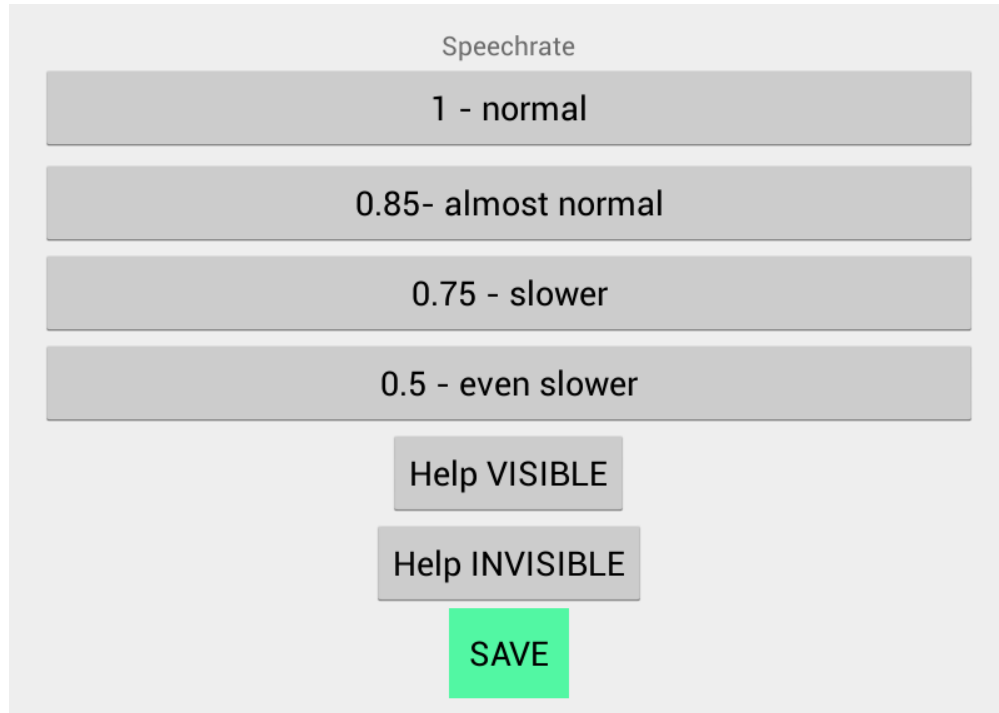 Speechrate
1 - normal
0.85- almost normal
0.75 - slower
0.5 - even slower
Help VISIBLE
Help INVISIBLE
SAVE